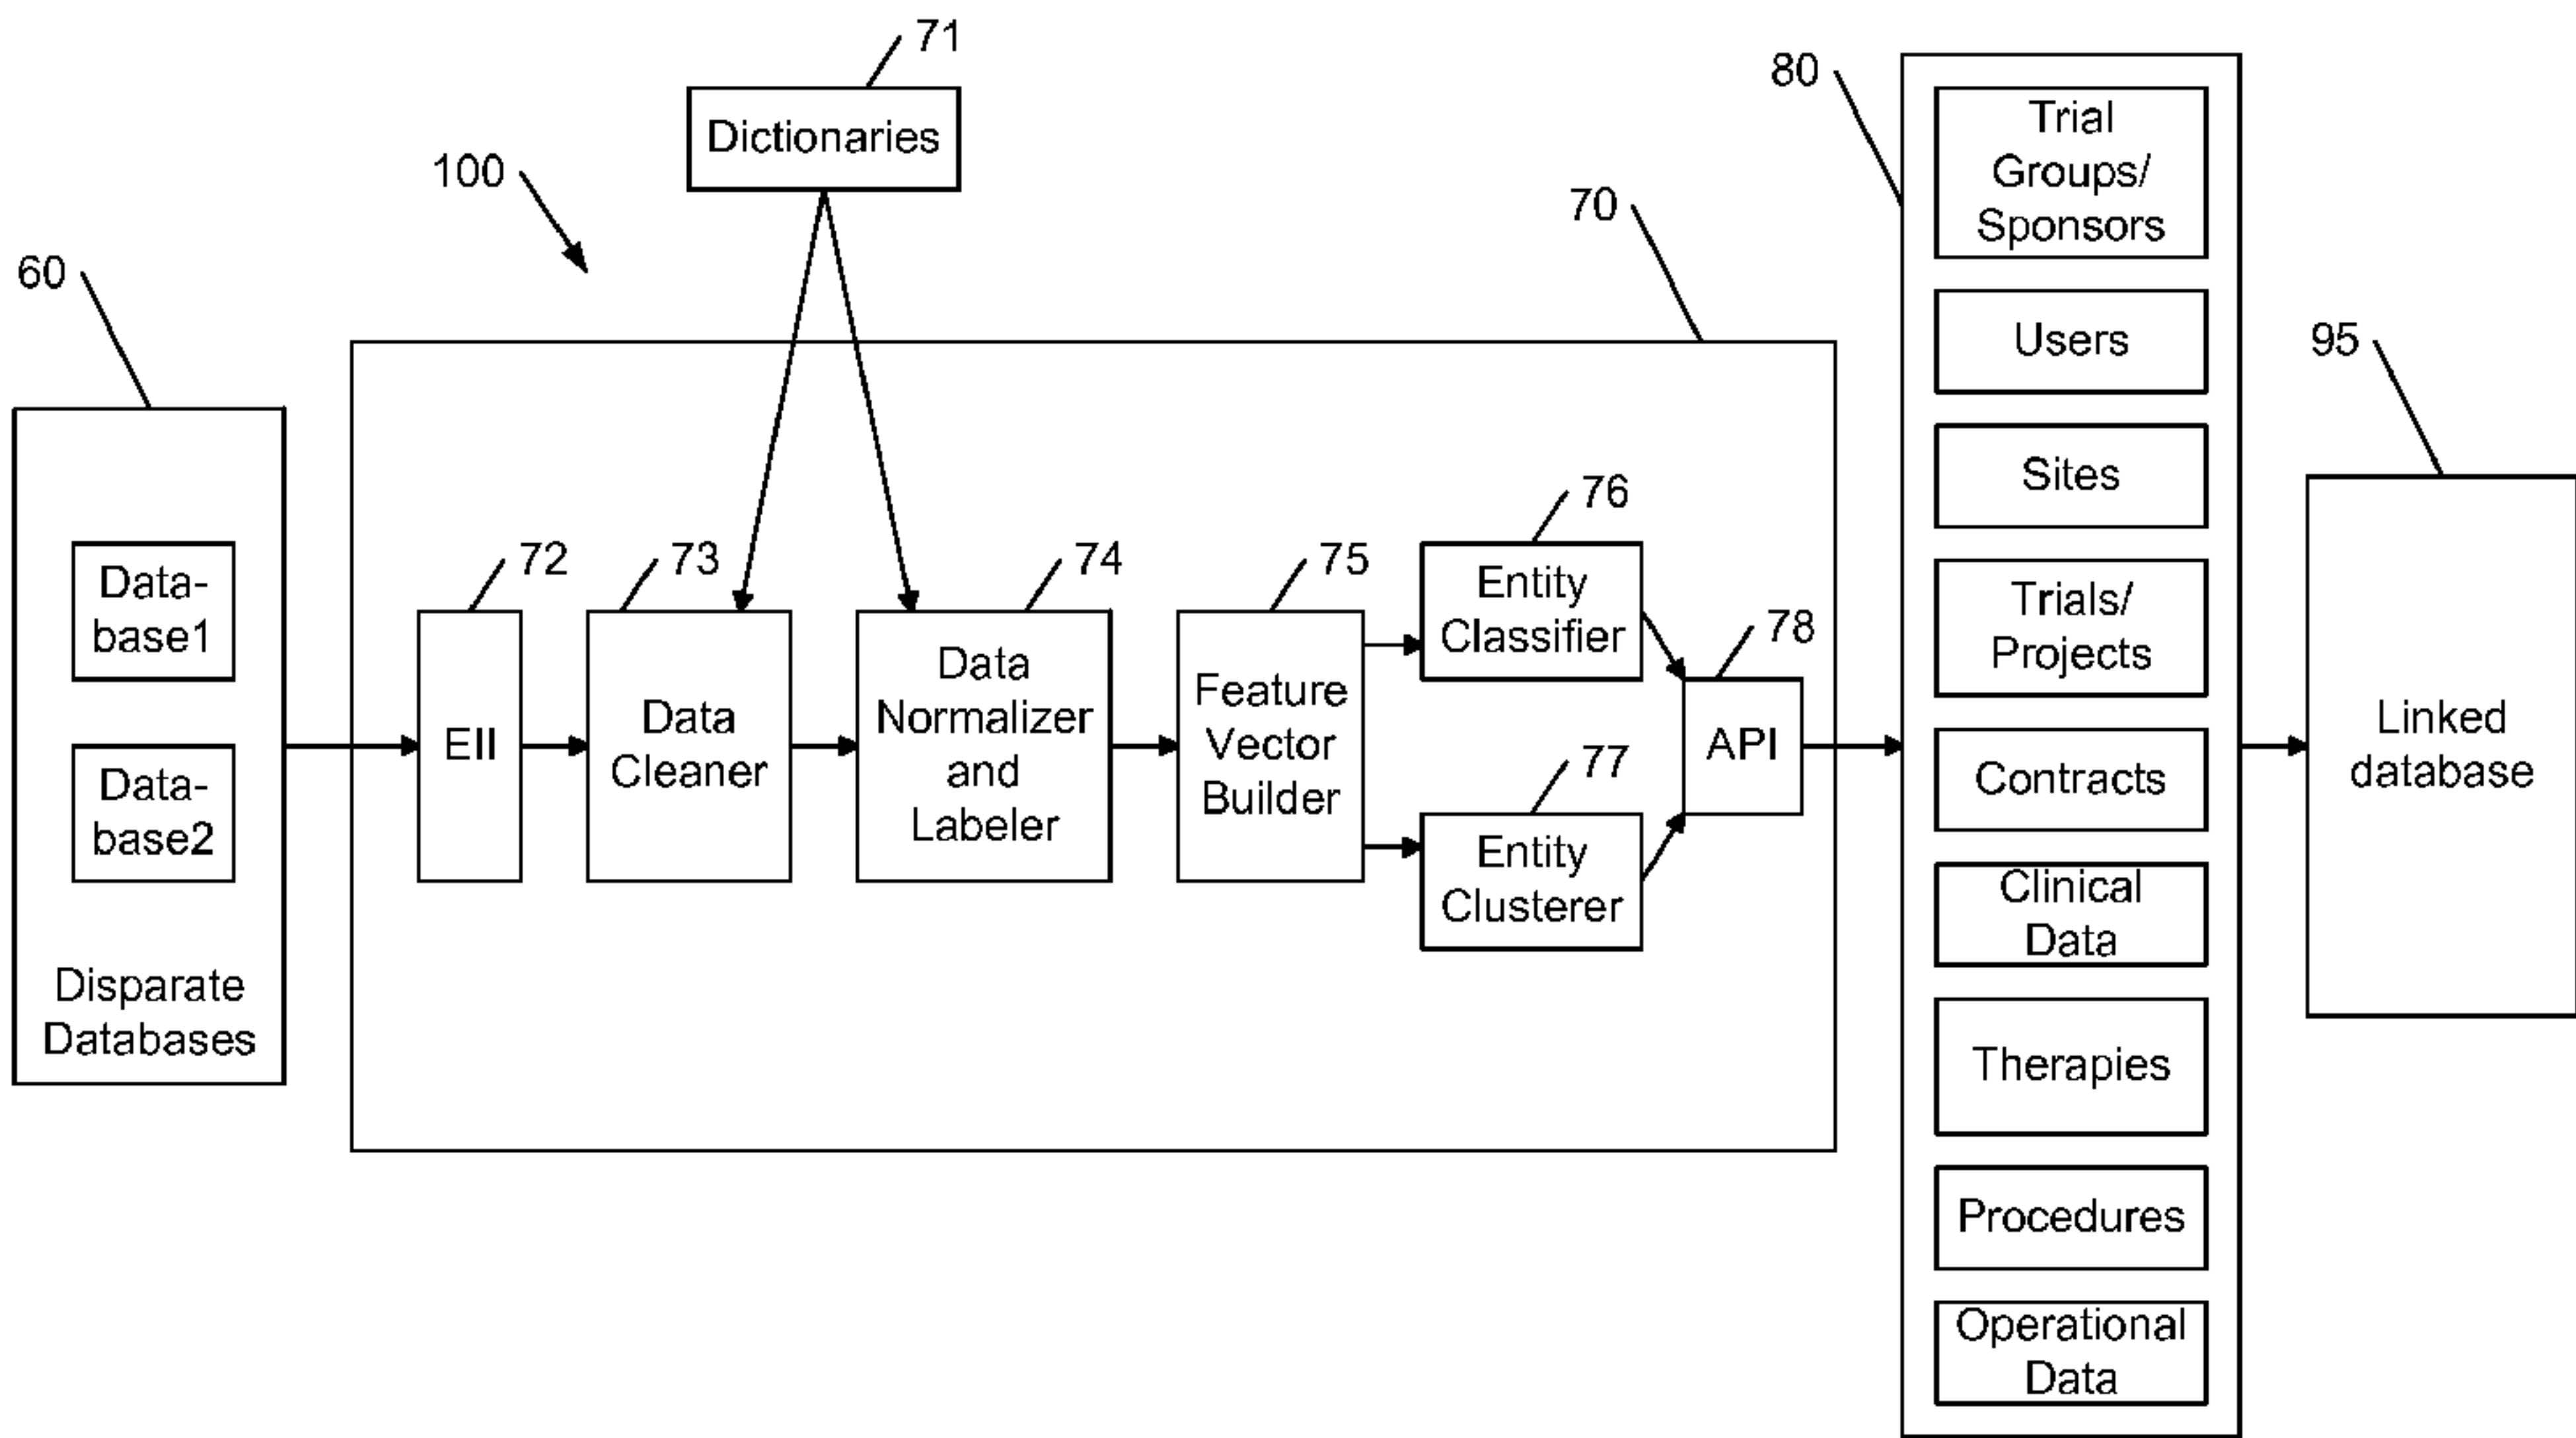 71
Dictionaries
100
60
Data-
base1
Data-
base2
Disparate
Databases
70
72
EII
73
Data
Cleaner
74
Data
Normalizer
and
Labeler
75
Feature
Vector
Builder
76
Entity
Classifier
77
Entity
Clusterer
78
API
80
Trial
Groups/
Sponsors
Users
Sites
Trials/
Projects
Contracts
Clinical
Data
Therapies
Procedures
Operational
Data
95
Linked
database